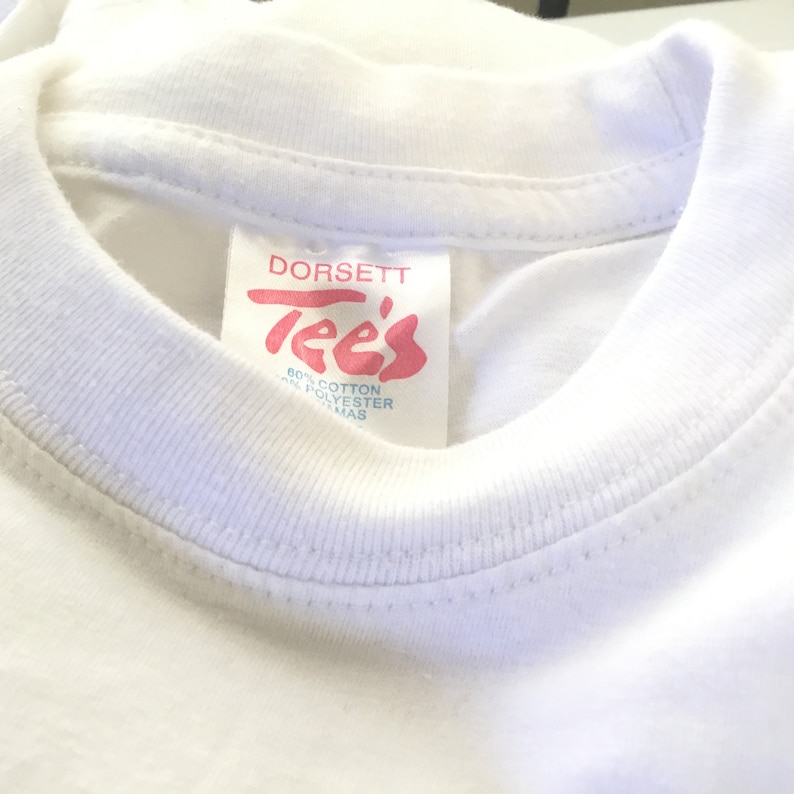 DORSETT
Tee's
60% COTTON
POLYESTER